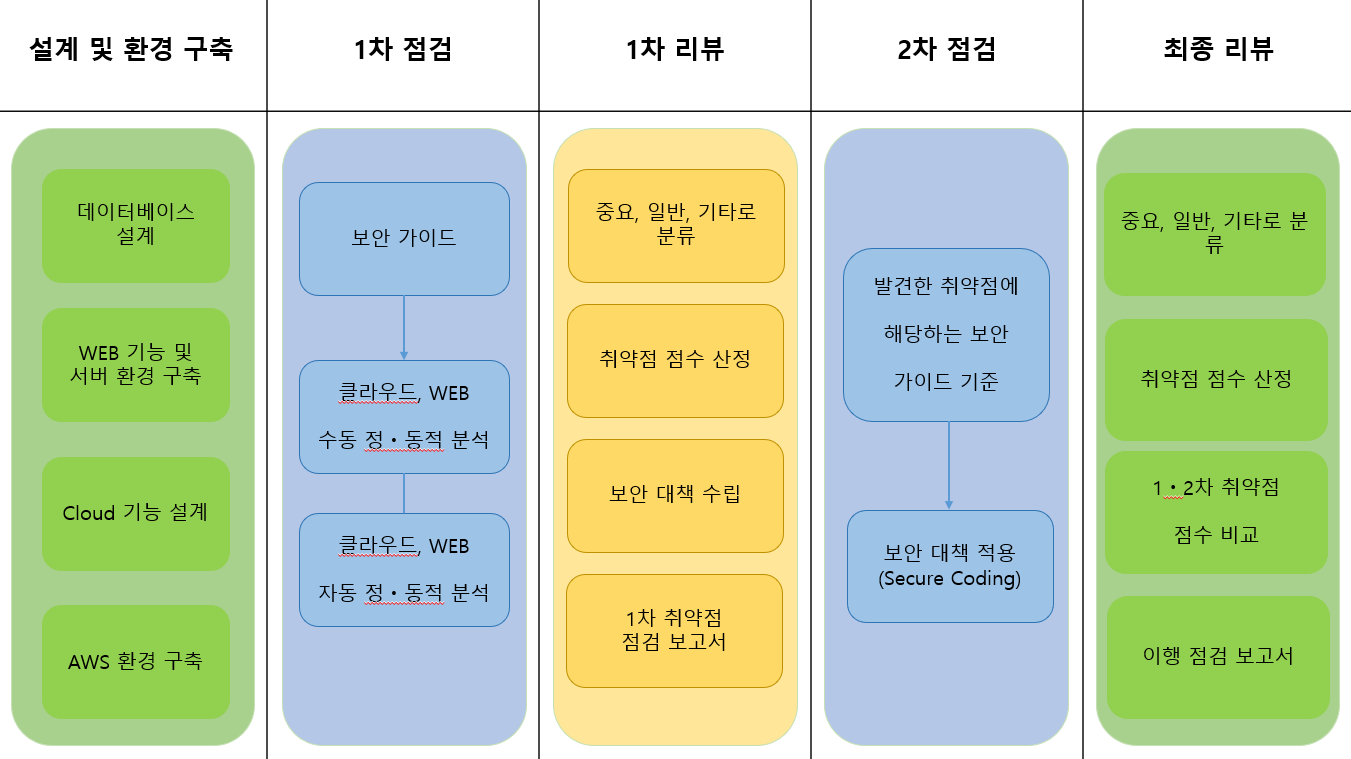 설계 및 환경 구축
1차 점검
1차 리뷰
2차 점검
최종 리뷰
데이터베이스
설계
WEB 기능 및
서버 환경 구축
Cloud 기능 설계
AWS 환경 구축
보안 가이드
클라우드, WEB
수동 정・동적 분석
클라우드, WEB
자동 정・동적 분석
중요, 일반, 기타로
분류
취약점 점수 산정
보안 대책 수립
1차 취약점
점검 보고서
발견한 취약점에
해당하는 보안
가이드 기준
보안 대책 적용
(Secure Coding)
중요, 일반, 기타로 분
류
취약점 점수 산정
1・2차 취약점
점수 비교
이행 점검 보고서